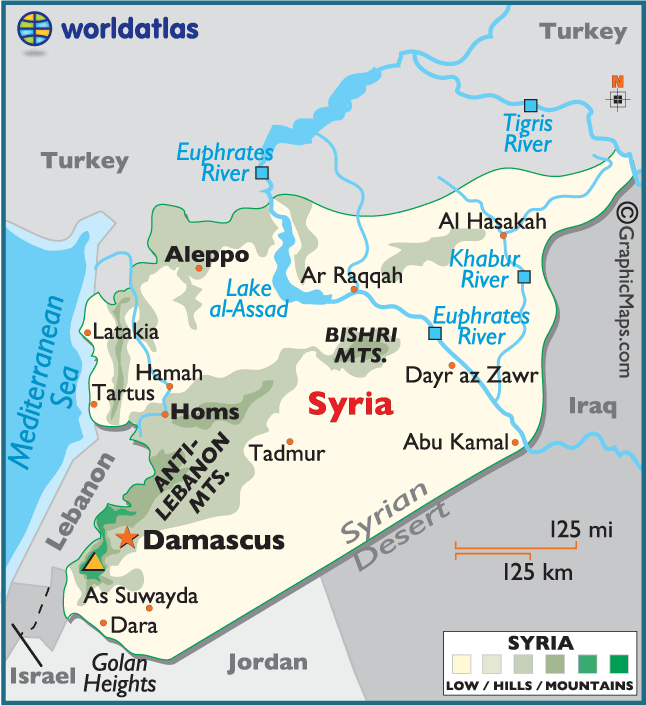 worldatlas
Turkey
N
Tigris
River
Euphrates
River
Turkey
© GraphicMaps.com
Al Hasakah
Aleppo
Khabur
River
Ar Raqqah
Lake
al-Assad
Euphrates
River
Mediterranean
Sea
Latakia
BISHRI
MTS.
Hamah
Dayr az Zawr
Tartus
Syria
Iraq
Homs
Abu Kamal
Tadmur
ANTI-
LEBANON
MTS.
Lebanon
Syrian
Desert
125 mi
125 km
Damascus
As Suwayda
Dara
Israel
Golan
Heights
Jordan
SYRIA
LOW / HILLS / MOUNTAINS